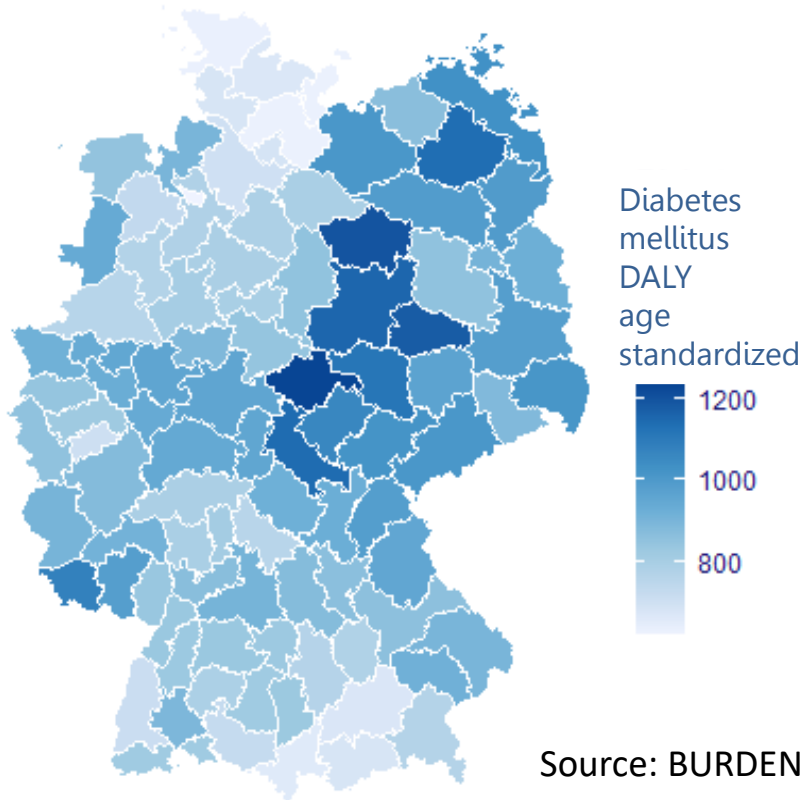 Diabetes
mellitus
DALY
age
standardized
1200
1000
800
Source: BURDEN